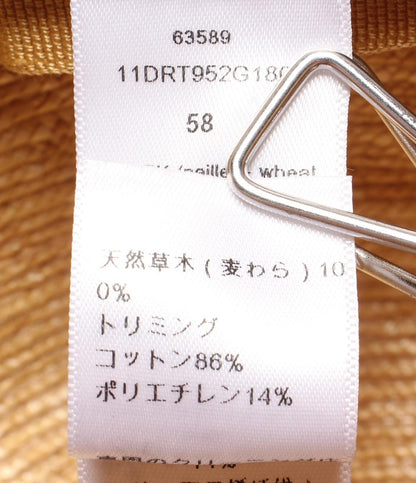 63589
11DRT952G180
58
wheat
天然草木(麦わら)10
0%
トリミング
コットン86%
ポリエチレン14%